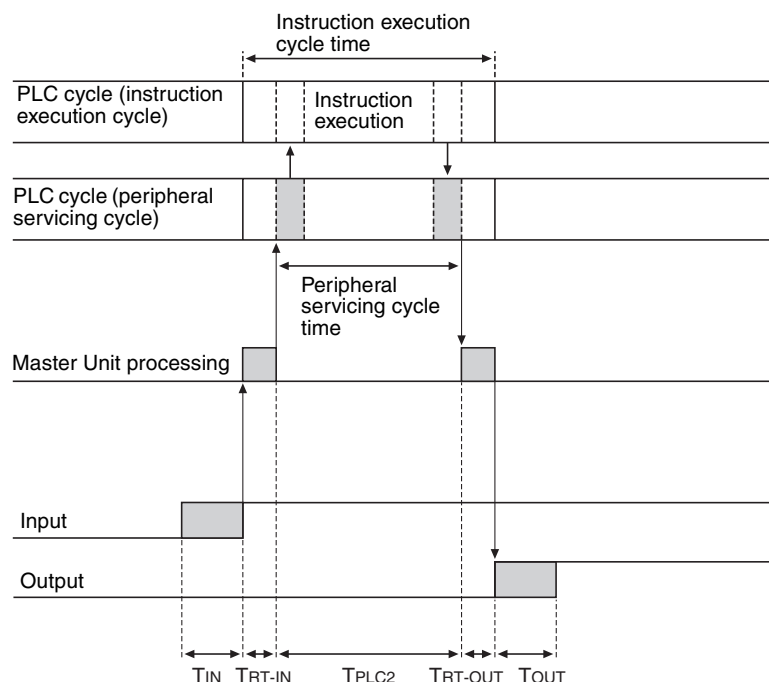 Instruction execution
cycle time
PLC cycle (instruction
execution cycle)
Instruction
execution
PLC cycle (peripheral
servicing cycle)
Peripheral
servicing cycle
time
Master Unit processing
Input
Output
TIN TRT-IN TPLC2 TRT-OUT TOUT